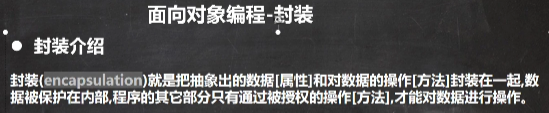 面向对象编程-封装
封装介绍
封装(encapsulation)就是把抽象出的数据[属性]和对数据的操作[方法]封装在一起,数
据被保护在内部,程序的其它部分只有通过被授权的操作[方法],才能对数据进行操作。